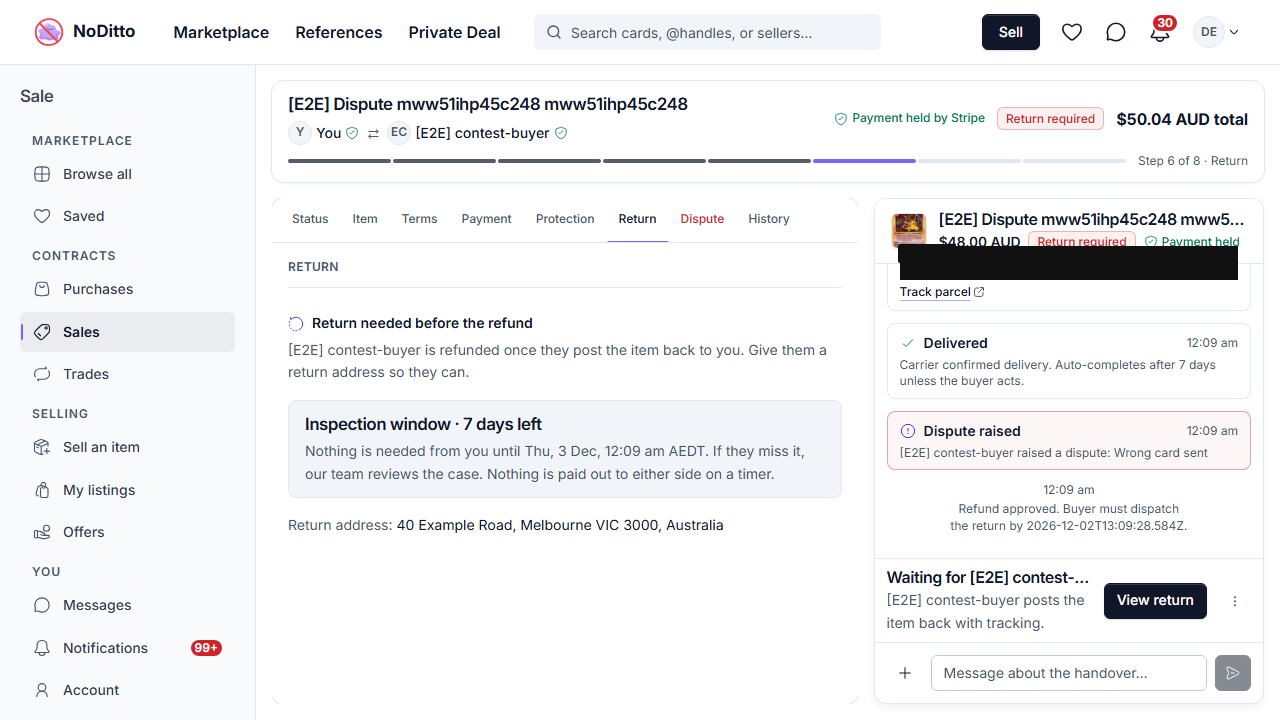 NoDitto
Marketplace
References
Private Deal
Search cards, @handles, or sellers...
Sell
30
DE
Sale
MARKETPLACE
Browse all
Saved
CONTRACTS
Purchases
Sales
Trades
SELLING
Sell an item
My listings
Offers
YOU
Messages
Notifications
99+
Account
[E2E] Dispute mww51ihp45c248 mww51ihp45c248
Y You ⇄ EC [E2E] contest-buyer
Payment held by Stripe
Return required
$50.04 AUD total
Step 6 of 8 · Return
Status
Item
Terms
Payment
Protection
Return
Dispute
History
RETURN
Return needed before the refund
[E2E] contest-buyer is refunded once they post the item back to you. Give them a
return address so they can.
Inspection window · 7 days left
Nothing is needed from you until Thu, 3 Dec, 12:09 am AEDT. If they miss it,
our team reviews the case. Nothing is paid out to either side on a timer.
Return address: 40 Example Road, Melbourne VIC 3000, Australia
[E2E] Dispute mww51ihp45c248 mww5...
$48.00 AUD
Return required
Payment held
Track parcel
Delivered
12:09 am
Carrier confirmed delivery. Auto-completes after 7 days
unless the buyer acts.
Dispute raised
12:09 am
[E2E] contest-buyer raised a dispute: Wrong card sent
12:09 am
Refund approved. Buyer must dispatch
the return by 2026-12-02T13:09:28.584Z.
Waiting for [E2E] contest-...
[E2E] contest-buyer posts the
item back with tracking.
View return
Message about the handover...